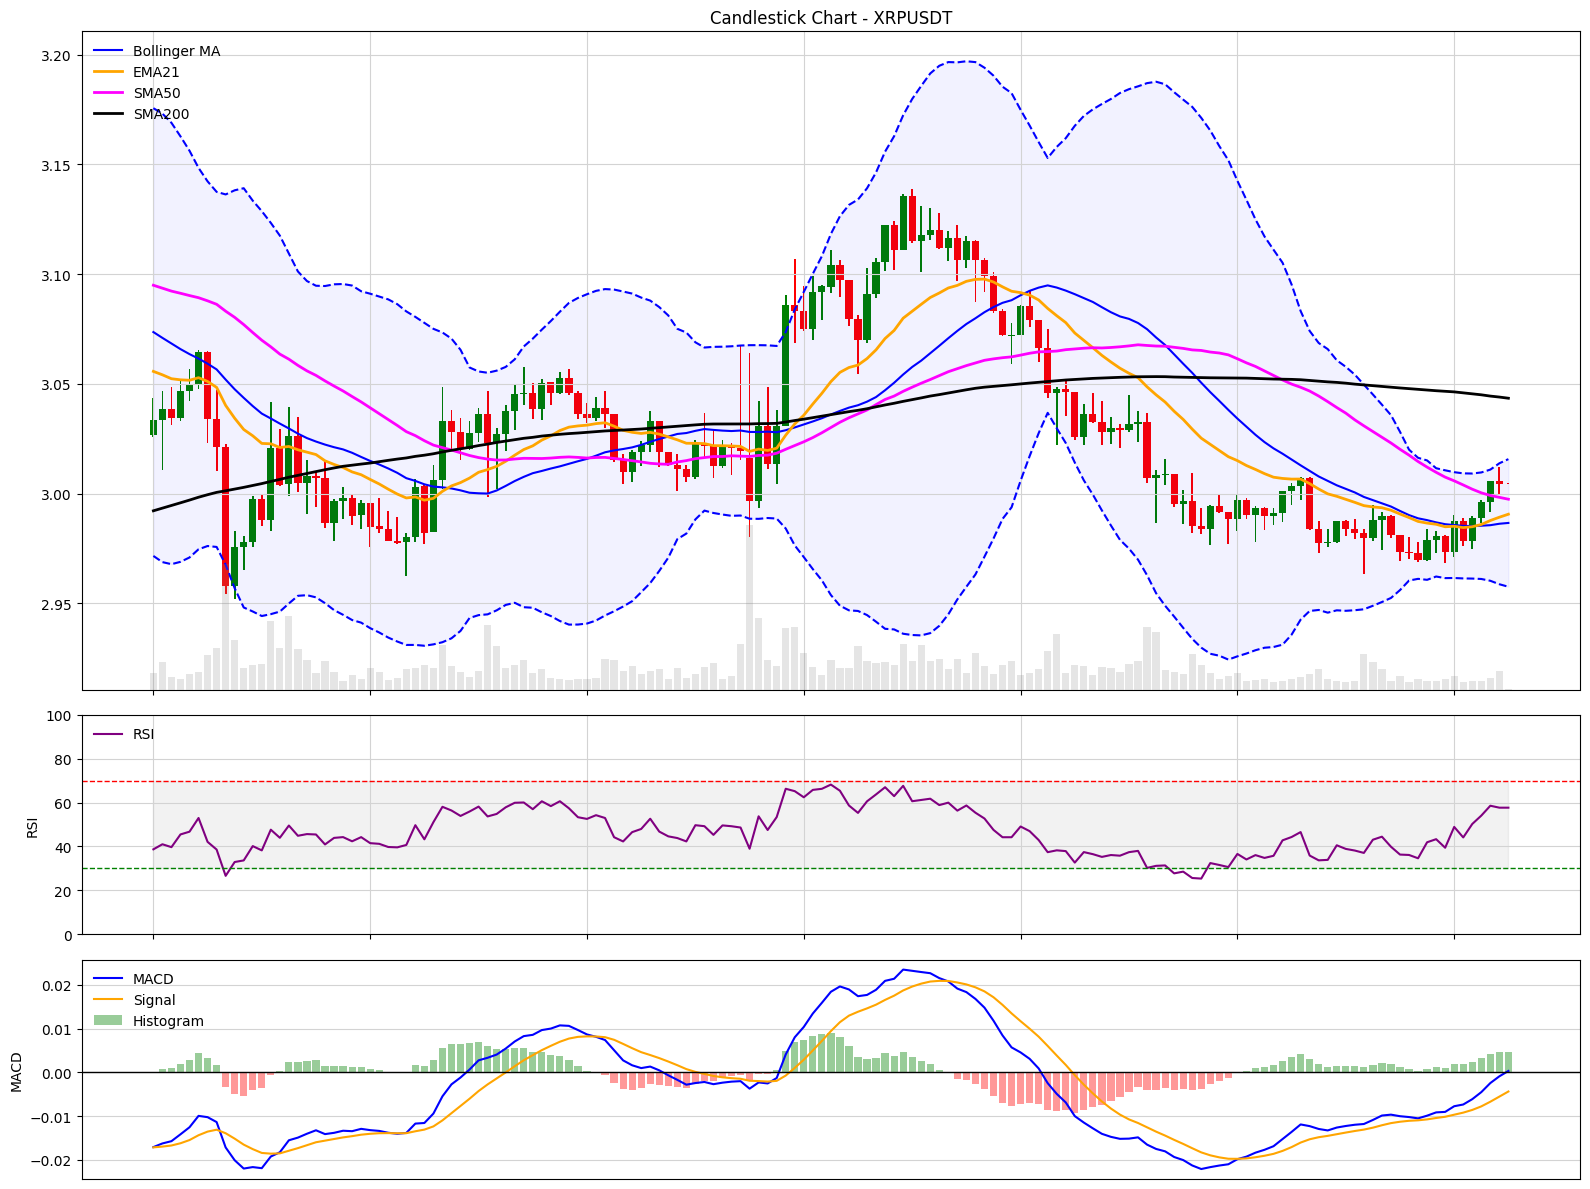 Candlestick Chart - XRPUSDT
Bollinger MA
EMA21
SMA50
SMA200
3.20
3.15
3.10
3.05
3.00
2.95
RSI
RSI
100
80
60
40
20
0
MACD
Signal
Histogram
MACD
0.02
0.01
0.00
−0.01
−0.02